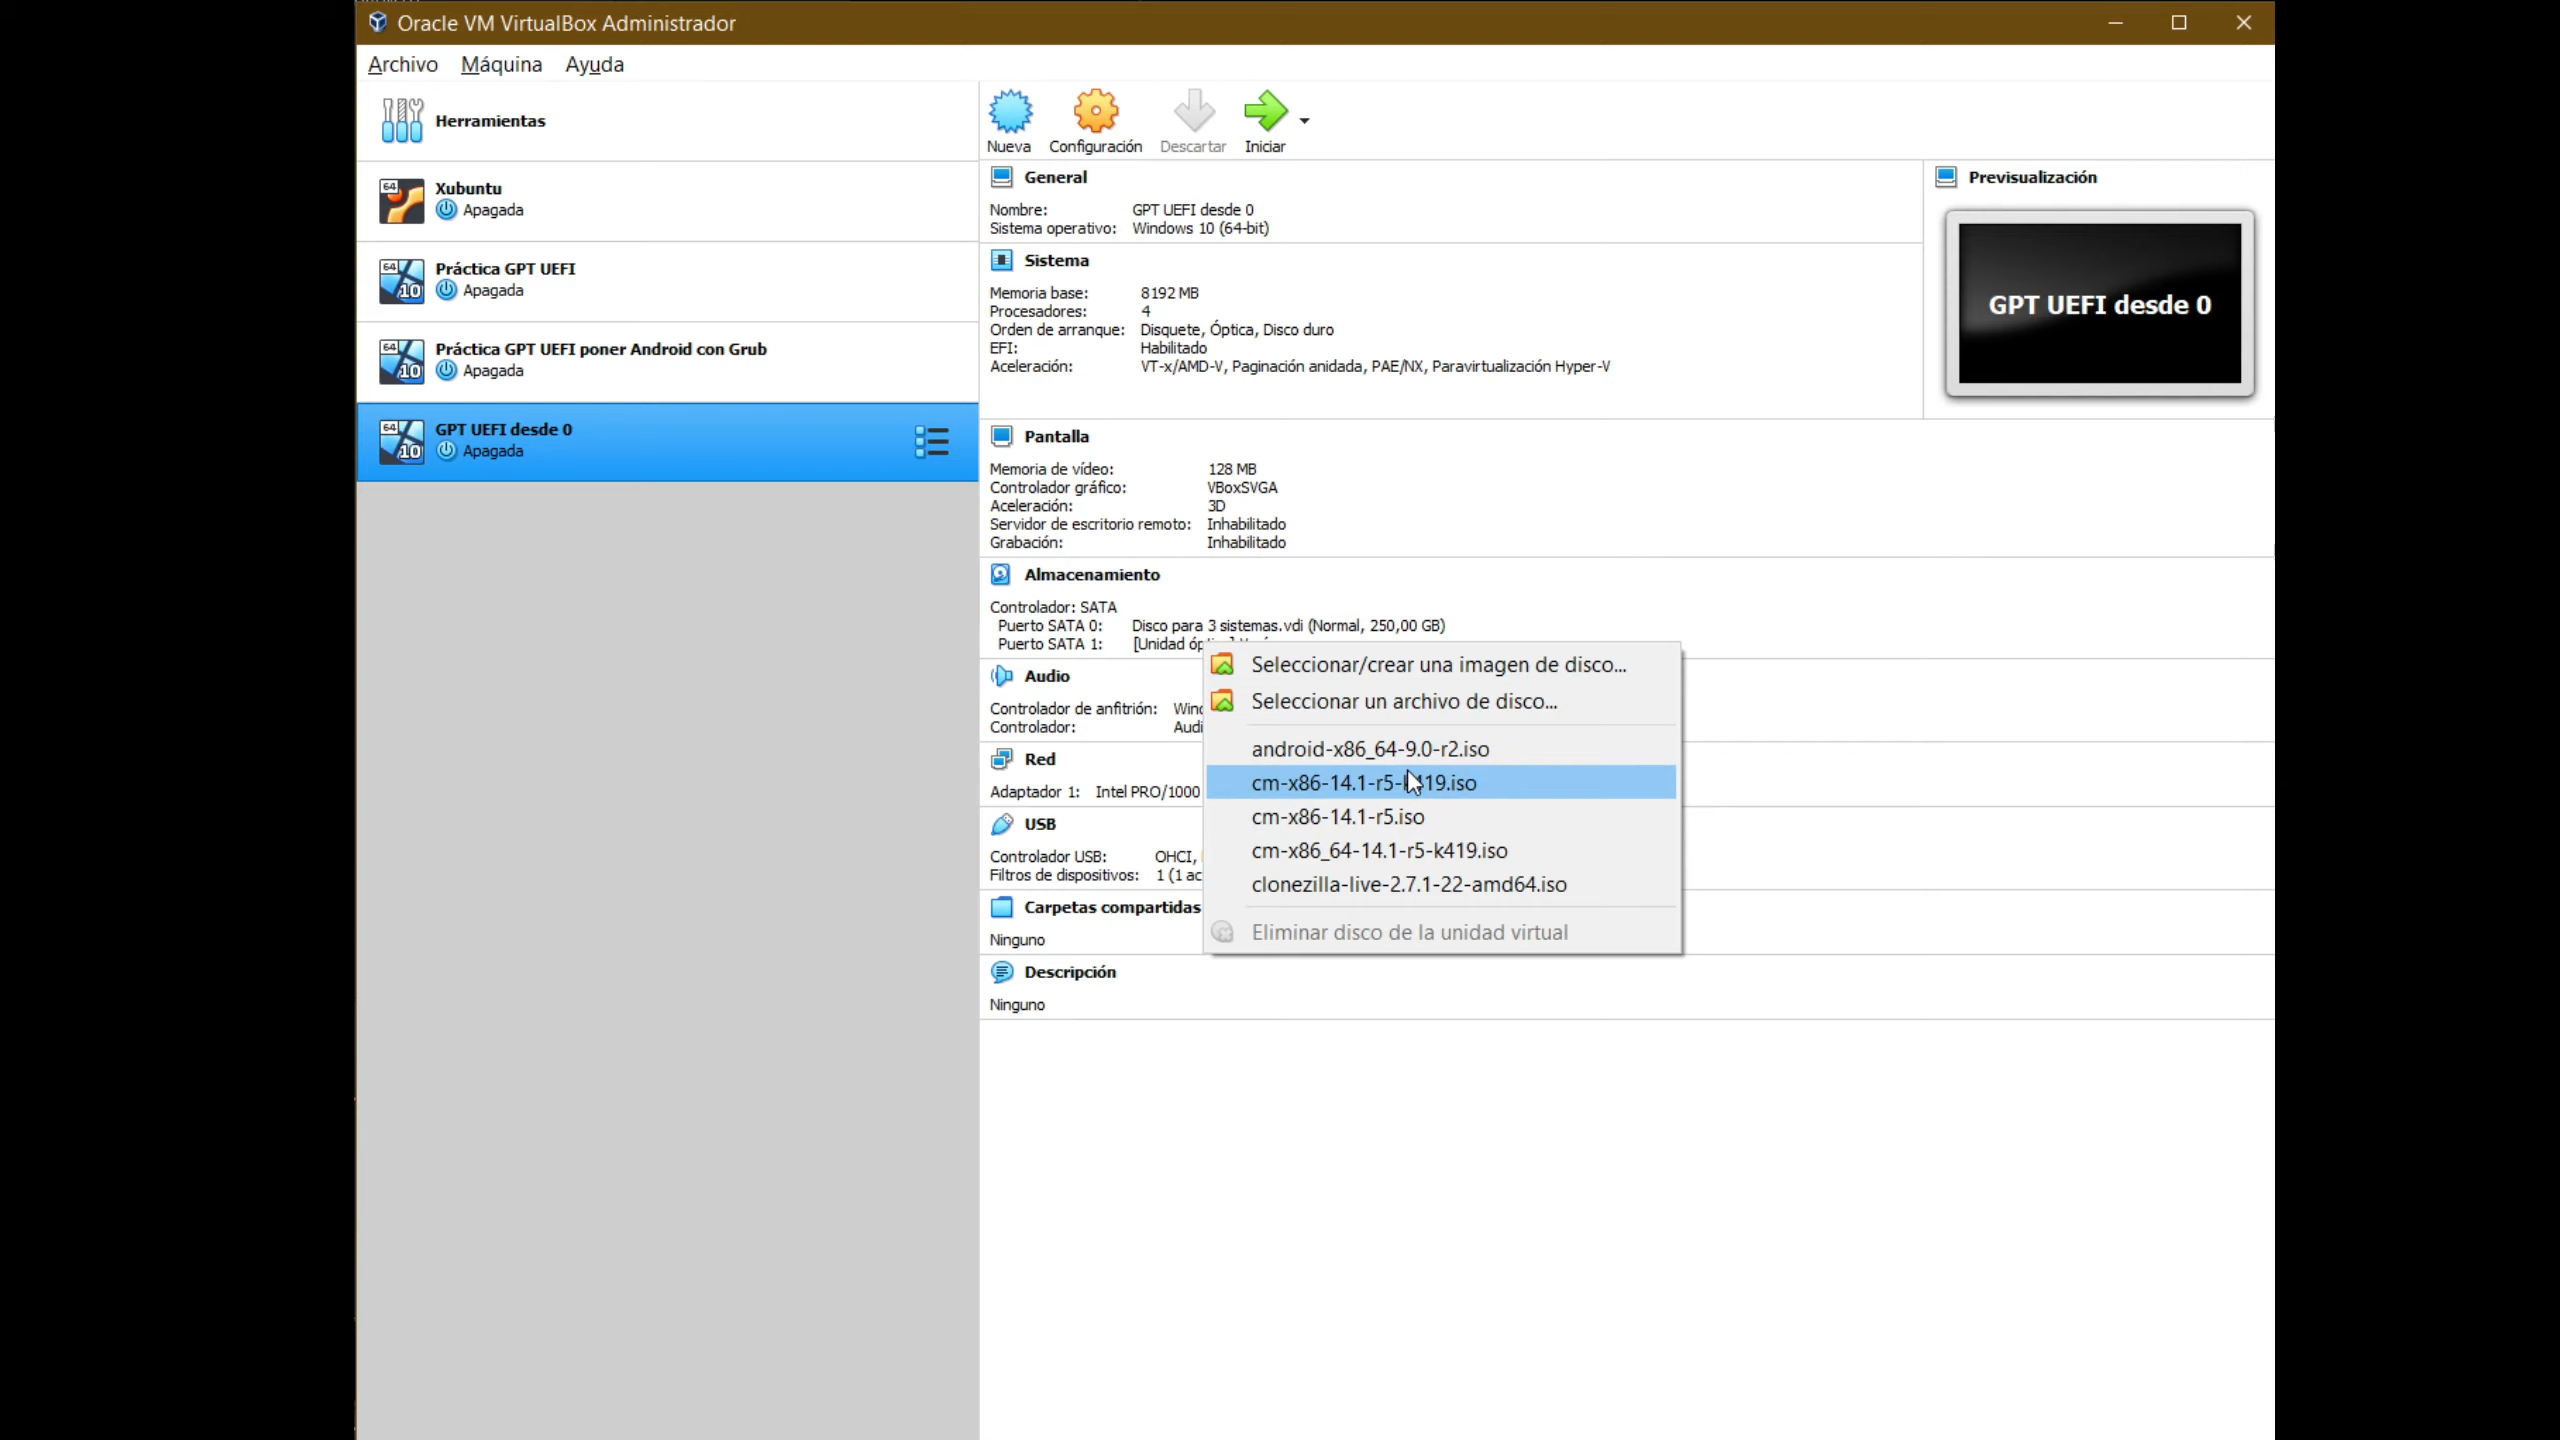 Oracle VM VirtualBox Administrador
Archivo Máquina Ayuda
Herramientas
Xubuntu
Apagada
Práctica GPT UEFI
Apagada
Práctica GPT UEFI poner Android con Grub
Apagada
GPT UEFI desde 0
Apagada
Nueva Configuración Descartar Iniciar
General
Nombre: GPT UEFI desde 0
Sistema operativo: Windows 10 (64-bit)
Sistema
Memoria base: 8192 MB
Procesadores: 4
Orden de arranque: Disquete, Óptica, Disco duro
EFI: Habilitado
Aceleración: VT-x/AMD-V, Paginación anidada, PAE/NX, Paravirtualización Hyper-V
Previsualización
GPT UEFI desde 0
Pantalla
Memoria de vídeo: 128 MB
Controlador gráfico: VBoxSVGA
Aceleración: 3D
Servidor de escritorio remoto: Inhabilitado
Grabación: Inhabilitado
Almacenamiento
Controlador: SATA
Puerto SATA 0: Disco para 3 sistemas.vdi (Normal, 250,00 GB)
Puerto SATA 1: [Unidad
Audio
Controlador de anfitrión:
Controlador:
Red
Adaptador 1: Intel PRO/1000
USB
Controlador USB: OHCI,
Filtros de dispositivos: 1 (1 ac
Carpetas compartidas
Ninguno
Descripción
Ninguno
Seleccionar/crear una imagen de disco...
Seleccionar un archivo de disco...
android-x86_64-9.0-r2.iso
cm-x86-14.1-r5-k419.iso
cm-x86-14.1-r5.iso
cm-x86_64-14.1-r5-k419.iso
clonezilla-live-2.7.1-22-amd64.iso
Eliminar disco de la unidad virtual